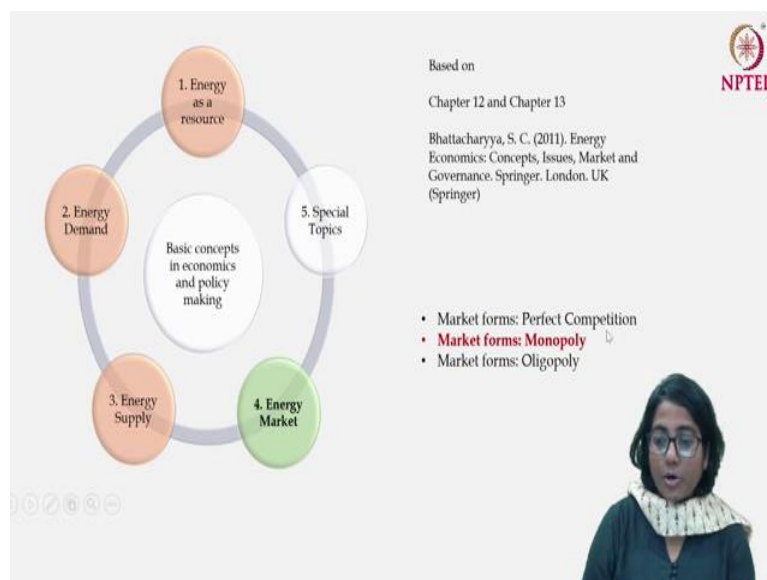 1. Energy
as a
resource
2. Energy
Demand
5. Special
Topics
Basic concepts
in economics
and policy
making
3. Energy
Supply
4. Energy
Market
Based on
Chapter 12 and Chapter 13
Bhattacharyya, S. C. (2011). Energy
Economics: Concepts, Issues, Market and
Governance. Springer. London. UK
(Springer)
• Market forms: Perfect Competition
• Market forms: Monopoly
• Market forms: Oligopoly
NPTEL